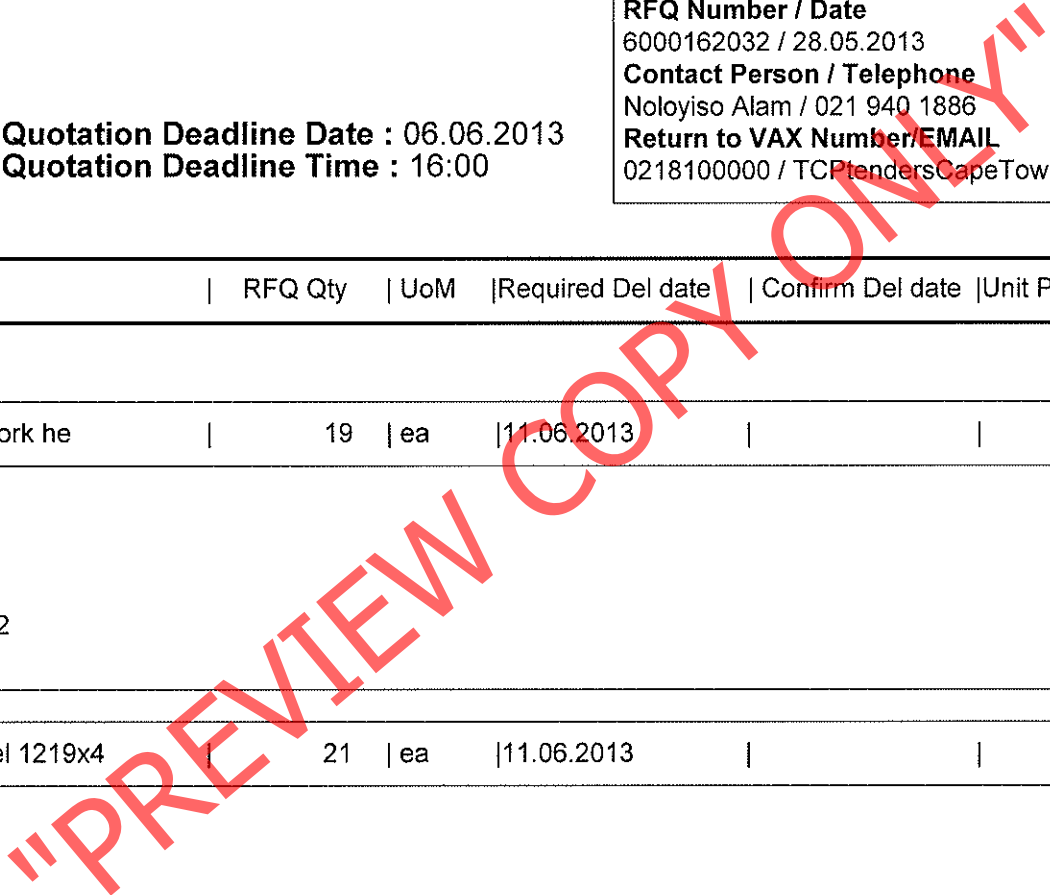 RFQ Number / Date
6000162032 / 28.05.2013
Contact Person / Telephone
Noloyiso Alam / 021 940 1886
Quotation Deadline Date : 06.06.2013
Return to VAX Number/EMAIL
Quotation Deadline Time : 16:00
0218100000 / TCPtendersCapeTow
| RFQ Qty | UoM |Required Del date | Confirm Del date |Unit P
ork he | 19 | ea |11.06.2013 | |
2
el 1219x4 | 21 | ea |11.06.2013 | |
"PREVIEW COPY ONLY"